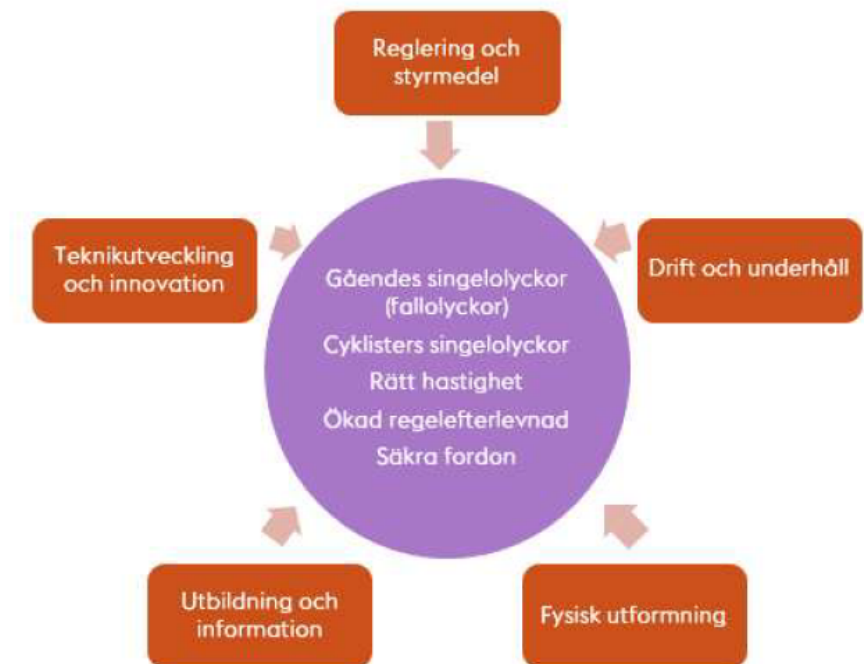 Reglering och
styrmedel
Teknikutveckling
och innovation
Drift och underhåll
Gåendes singelolyckor
(fallolyckor)
Cyklisters singelolyckor
Rätt hastighet
Ökad regelefterlevnad
Säkra fordon
Utbildning och
information
Fysisk utformning